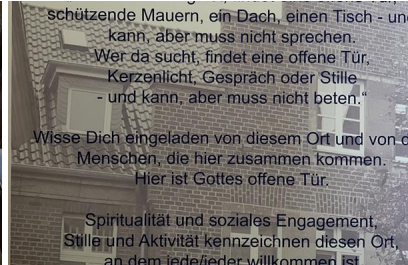 schützende Mauern, ein Dach, einen Tisch - und
kann, aber muss nicht sprechen.
Wer da sucht, findet eine offene Tür,
Kerzenlicht, Gespräch oder Stille
- und kann, aber muss nicht beten.“
Wisse Dich eingeladen von diesem Ort und von d
Menschen, die hier zusammen kommen.
Hier ist Gottes offene Tür.
Spiritualität und soziales Engagement,
Stille und Aktivität kennzeichnen diesen Ort,
an dem jede/jeder willkommen ist